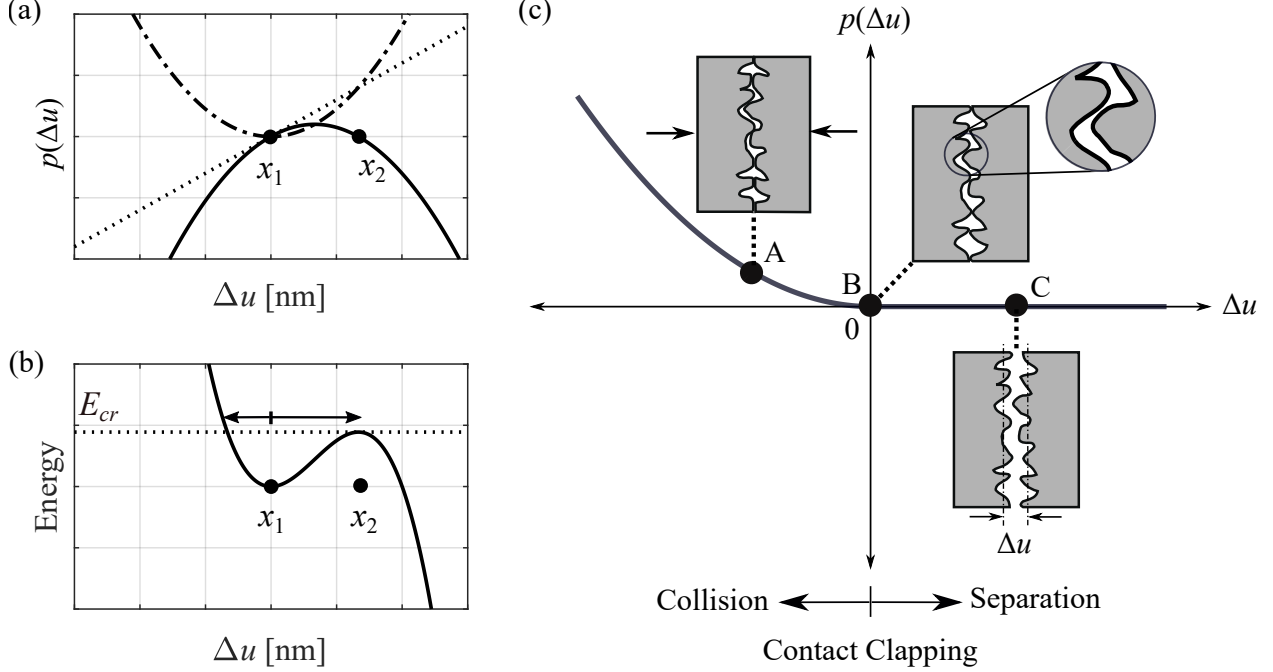 (a)
p(Δu)
x1
x2
Δu [nm]
(b)
Energy
Ecr
x1
x2
Δu [nm]
(c)
p(Δu)
A
B
C
0
Δu
Δu
Collision
Separation
Contact Clapping